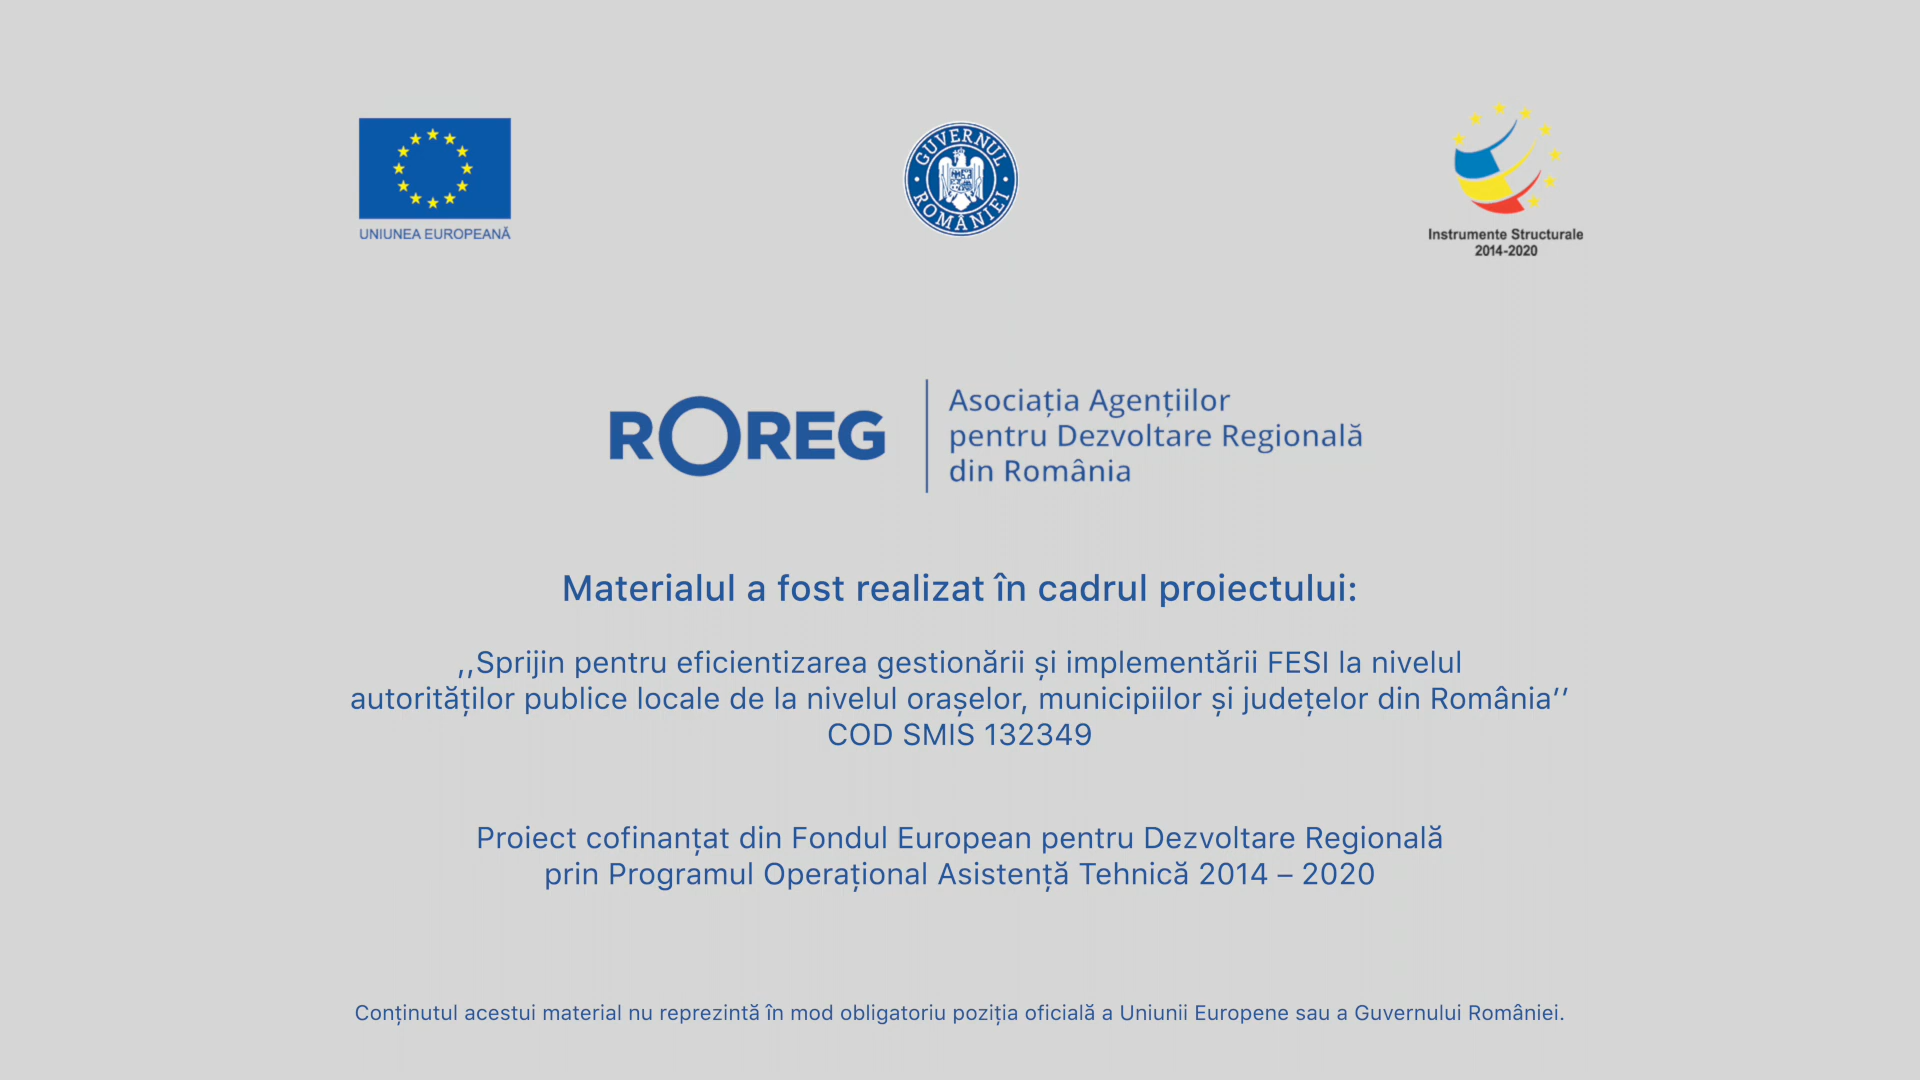 UNIUNEA EUROPEANĂ
GUVERNUL ROMÂNIEI
Instrumente Structurale
2014-2020
ROREG
Asociația Agențiilor
pentru Dezvoltare Regională
din România
Materialul a fost realizat în cadrul proiectului:
,,Sprijin pentru eficientizarea gestionării și implementării FESI la nivelul
autorităților publice locale de la nivelul orașelor, municipiilor și județelor din România’’
COD SMIS 132349
Proiect cofinanțat din Fondul European pentru Dezvoltare Regională
prin Programul Operațional Asistență Tehnică 2014 – 2020
Conținutul acestui material nu reprezintă în mod obligatoriu poziția oficială a Uniunii Europene sau a Guvernului României.